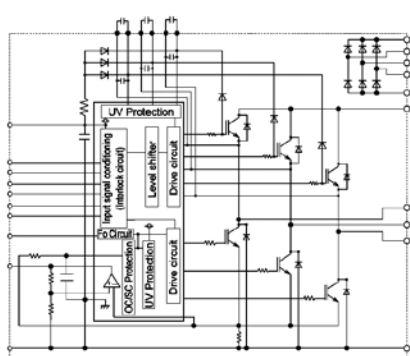 UV Protection
Input signal conditioning
(interlock circuit)
Level shifter
Drive circuit
Fo Circuit
OC/SC Protection
UV Protection
Drive circuit